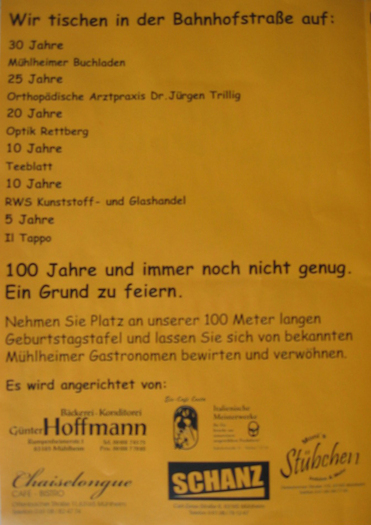 Wir tischen in der Bahnhofstraße auf:
30 Jahre
Mühlheimer Buchladen
25 Jahre
Orthopädische Arztpraxis Dr. Jürgen Trillig
20 Jahre
Optik Rettberg
10 Jahre
Teeblatt
10 Jahre
RWS Kunststoff- und Glashandel
5 Jahre
Il Tappo
100 Jahre und immer noch nicht genug.
Ein Grund zu feiern.
Nehmen Sie Platz an unserer 100 Meter langen
Geburtstagstafel und lassen Sie sich von bekannten
Mühlheimer Gastronomen bewirten und verwöhnen.
Es wird angerichtet von:
Bäckerei - Konditorei
Günter Hoffmann
63165 Mühlheim
Italienische
Meisterwerke
Chaiselongue
CAFE - BISTRO
SCHANZ
Stübchen